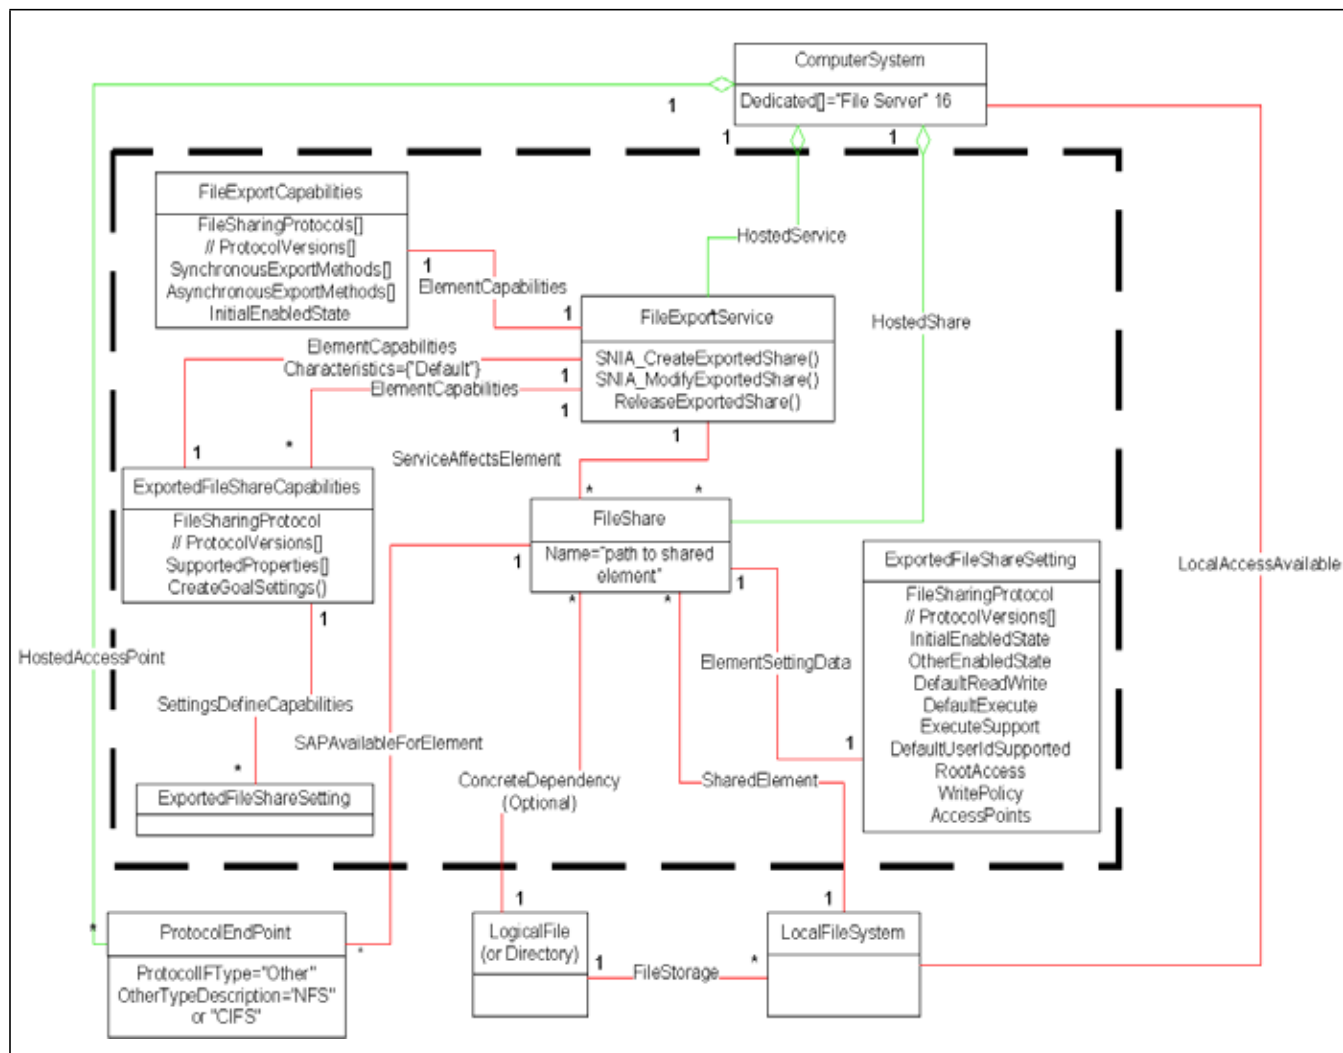 ComputerSystem
Dedicated[]="File Server" 16
1
1
1
FileExportCapabilities
FileSharingProtocols[]
// ProtocolVersions[]
SynchronousExportMethods[]
AsynchronousExportMethods[]
InitialEnabledState
HostedService
1
ElementCapabilities
1
FileExportService
*
SNIA_CreateExportedShare()
SNIA_ModifyExportedShare()
ReleaseExportedShare()
HostedShare
ElementCapabilities
Characteristics={"Default"}
1
ElementCapabilities
1
1
*
1
ServiceAffectsElement
ExportedFileShareCapabilities
FileSharingProtocol
// ProtocolVersions[]
SupportedProperties[]
CreateGoalSettings()
*
*
FileShare
Name="path to shared
element"
1
1
*
*
ExportedFileShareSetting
FileSharingProtocol
// ProtocolVersions[]
InitialEnabledState
OtherEnabledState
DefaultReadWrite
DefaultExecute
ExecuteSupport
DefaultUserIdSupported
RootAccess
WritePolicy
AccessPoints
LocalAccessAvailable
1
HostedAccessPoint
ElementSettingData
SettingsDefineCapabilities
SAPAvailableForElement
1
*
ConcreteDependency
(Optional)
SharedElement
ExportedFileShareSetting
1
1
*
ProtocolEndPoint
*
ProtocolIFType="Other"
OtherTypeDescription="NFS"
or "CIFS"
LogicalFile
(or Directory)
1
FileStorage
*
LocalFileSystem